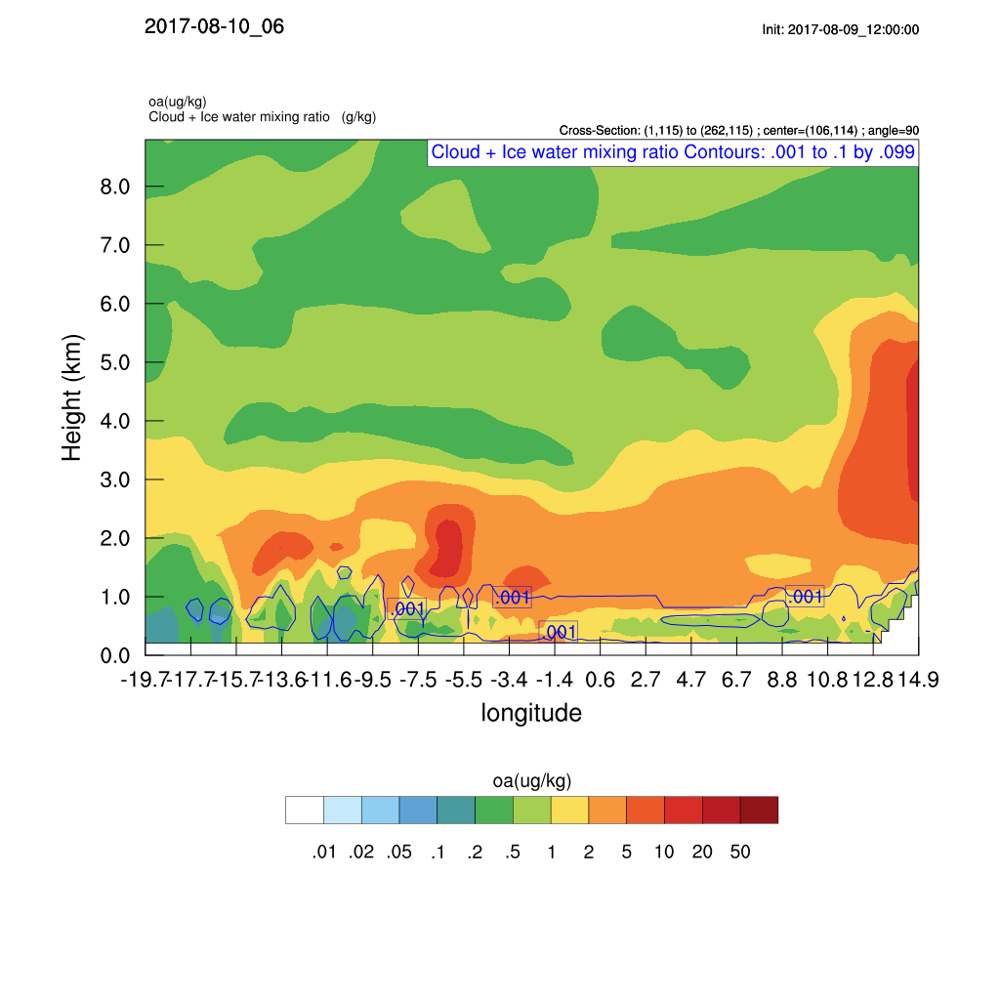 2017-08-10_06
Init: 2017-08-09_12:00:00
oa(ug/kg)
Cloud + Ice water mixing ratio (g/kg)
Cross-Section: (1,115) to (262,115) ; center=(106,114) ; angle=90
Cloud + Ice water mixing ratio Contours: .001 to .1 by .099
8.0
7.0
6.0
5.0
4.0
3.0
2.0
1.0
0.0
Height (km)
.001
.001
.001
.001
-19.7 -17.7 -15.7 -13.6 -11.6 -9.5 -7.5 -5.5 -3.4 -1.4 0.6 2.7 4.7 6.7 8.8 10.8 12.8 14.9
longitude
oa(ug/kg)
.01 .02 .05 .1 .2 .5 1 2 5 10 20 50